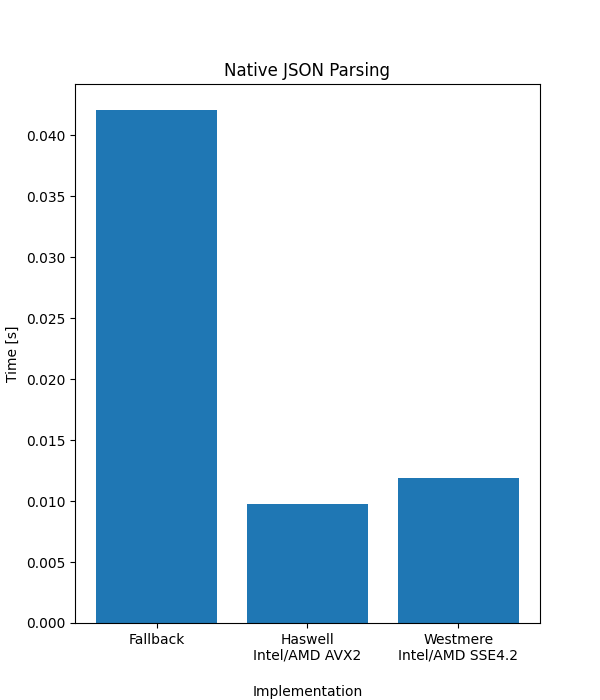 Native JSON Parsing
0.040
0.035
0.030
0.025
0.020
0.015
0.010
0.005
0.000
Time [s]
Fallback
Haswell
Intel/AMD AVX2
Westmere
Intel/AMD SSE4.2
Implementation